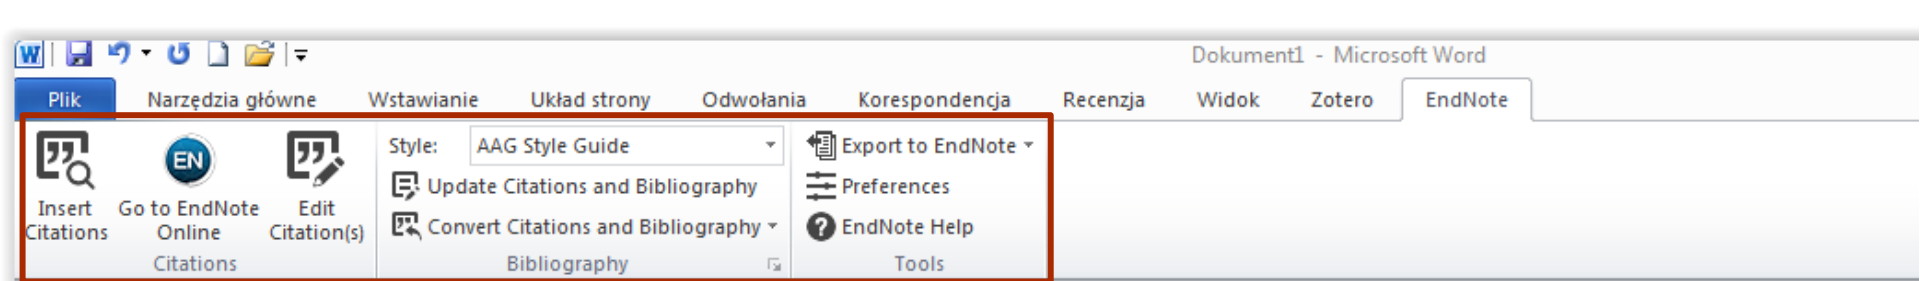 W
Dokument1 - Microsoft Word
Plik Narzędzia główne Wstawianie Układ strony Odwołania Korespondencja Recenzja Widok Zotero EndNote
Insert
Citations
EN
Go to EndNote
Online
Edit
Citation(s)
Citations
Style: AAG Style Guide
Update Citations and Bibliography
Convert Citations and Bibliography
Bibliography
Export to EndNote
Preferences
? EndNote Help
Tools